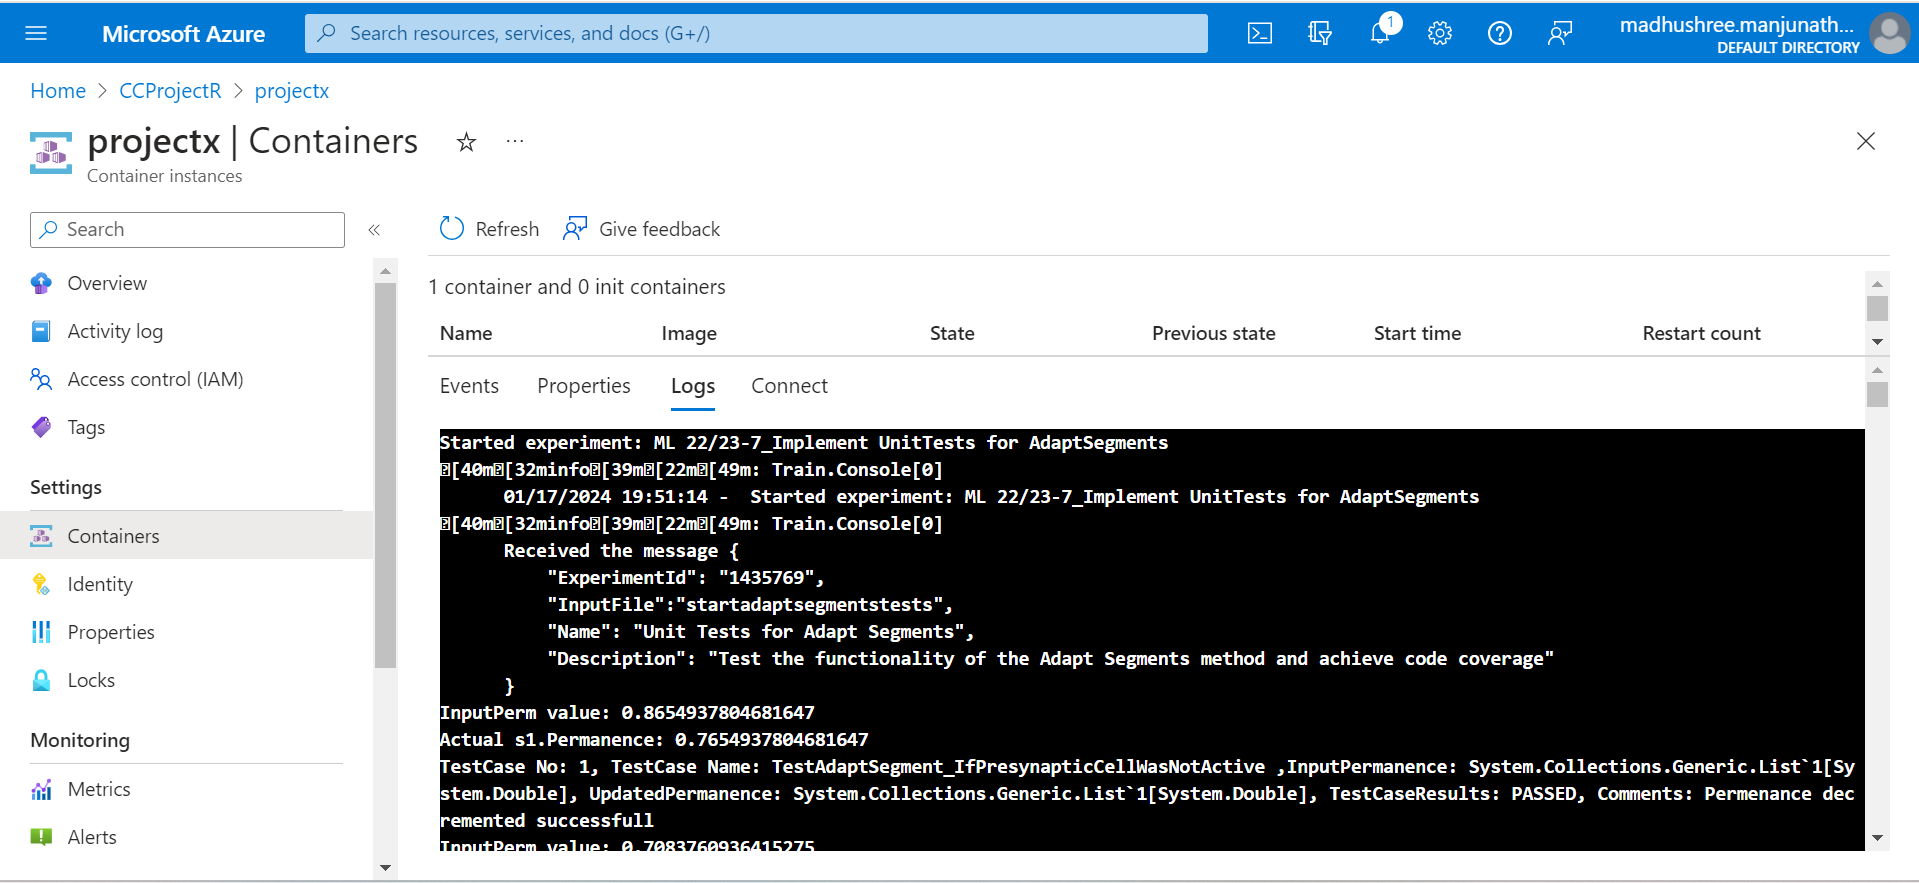 Microsoft Azure
Search resources, services, and docs (G+/)
1
madhushree.manjunath...
DEFAULT DIRECTORY
Home > CCProjectR > projectx
projectx | Containers
...
Container instances
Search
«
Refresh
Give feedback
Overview
Activity log
Access control (IAM)
Tags
Settings
Containers
Identity
Properties
Locks
Monitoring
Metrics
Alerts
1 container and 0 init containers
Name Image State Previous state Start time Restart count
Events Properties Logs Connect
Started experiment: ML 22/23-7_Implement UnitTests for AdaptSegments
[40m[32minfo[39m[22m[49m: Train.Console[0]
01/17/2024 19:51:14 - Started experiment: ML 22/23-7_Implement UnitTests for AdaptSegments
[40m[32minfo[39m[22m[49m: Train.Console[0]
Received the message {
"ExperimentId": "1435769",
"InputFile":"startadaptsegmentstests",
"Name": "Unit Tests for Adapt Segments",
"Description": "Test the functionality of the Adapt Segments method and achieve code coverage"
}
InputPerm value: 0.8654937804681647
Actual s1.Permanence: 0.7654937804681647
TestCase No: 1, TestCase Name: TestAdaptSegment_IfPresynapticCellWasNotActive ,InputPermanence: System.Collections.Generic.List`1[Sy
stem.Double], UpdatedPermanence: System.Collections.Generic.List`1[System.Double], TestCaseResults: PASSED, Comments: Permenance dec
remented successfull
InputPerm value: 0.7083760936415275